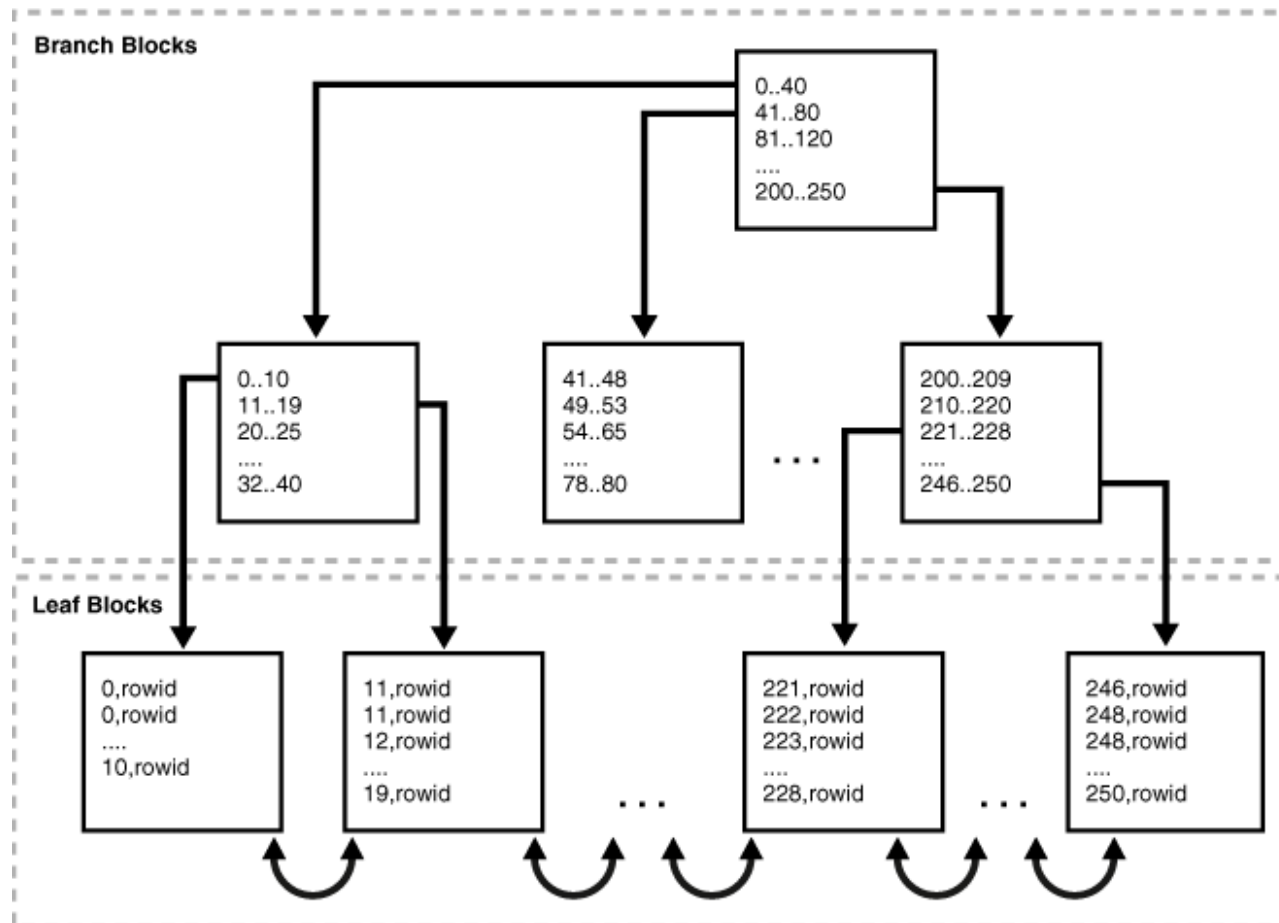 Branch Blocks
0..40
41..80
81..120
....
200..250
0..10
11..19
20..25
....
32..40
41..48
49..53
54..65
....
78..80
...
200..209
210..220
221..228
....
246..250
Leaf Blocks
0,rowid
0,rowid
....
10,rowid
11,rowid
11,rowid
12,rowid
....
19,rowid
...
221,rowid
222,rowid
223,rowid
....
228,rowid
...
246,rowid
248,rowid
248,rowid
....
250,rowid